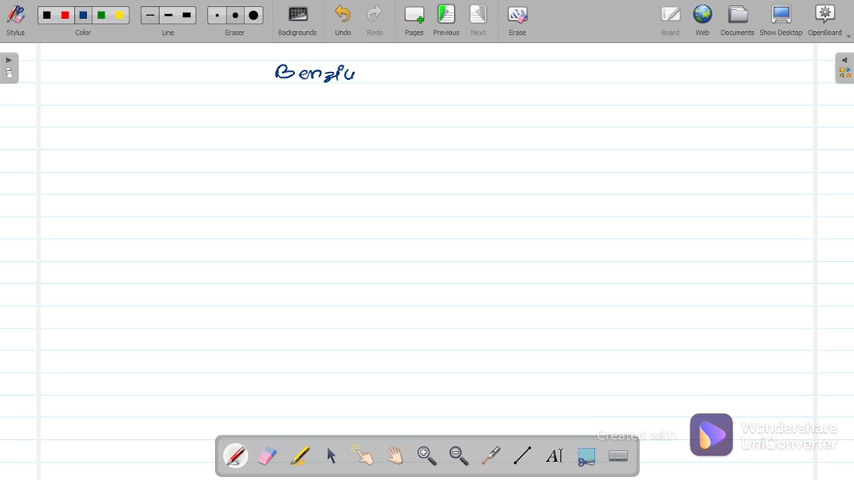 Stylus
Color
Line
Eraser
Backgrounds
Undo
Redo
Pages
Previous
Next
Erase
Board
Web
Documents
Show Desktop
OpenBoard
Created with
Wondershare
UniConverter